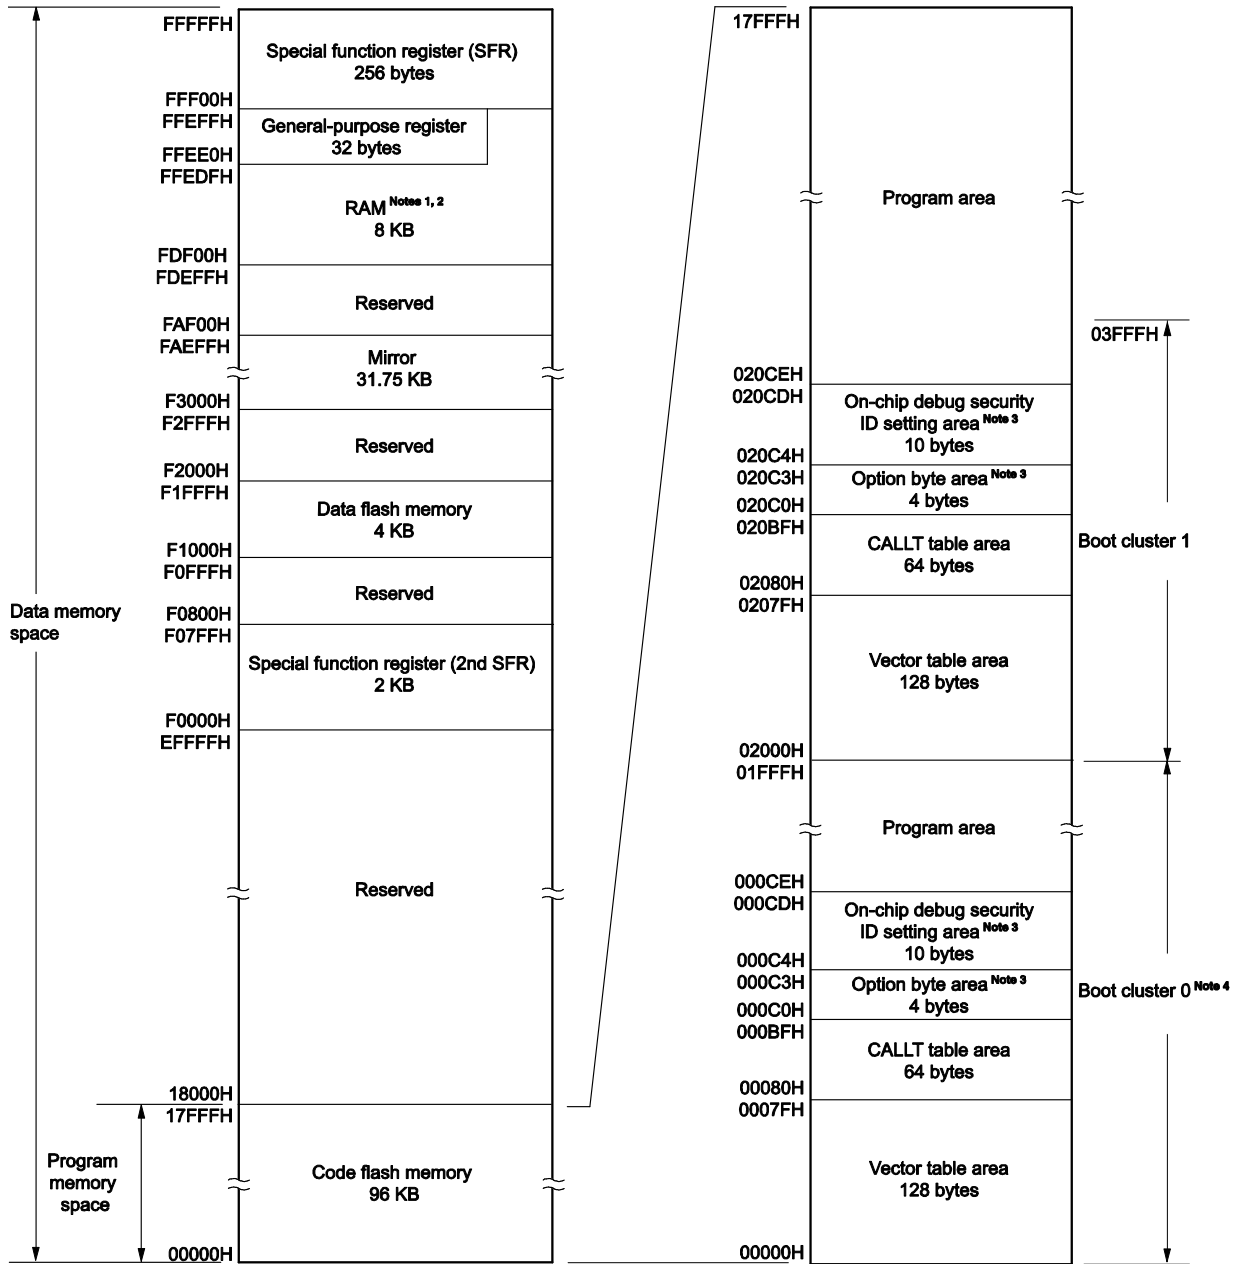 FFFFFH
Special function register (SFR)
256 bytes
FFF00H
FFEFFH
General-purpose register
32 bytes
FFEE0H
FFEDFH
RAM Notes 1, 2
8 KB
FDF00H
FDEFFH
Reserved
FAF00H
FAEFFH
Mirror
31.75 KB
F3000H
F2FFFH
Reserved
F2000H
F1FFFH
Data flash memory
4 KB
F1000H
F0FFFH
Reserved
F0800H
F07FFH
Special function register (2nd SFR)
2 KB
F0000H
EFFFFH
Reserved
18000H
17FFFH
Code flash memory
96 KB
00000H
Data memory
space
Program
memory
space
17FFFH
Program area
03FFFH
020CEH
020CDH
On-chip debug security
ID setting area Note 3
10 bytes
020C4H
020C3H
Option byte area Note 3
4 bytes
020C0H
020BFH
CALLT table area
64 bytes
02080H
0207FH
Vector table area
128 bytes
02000H
01FFFH
Boot cluster 1
Program area
000CEH
000CDH
On-chip debug security
ID setting area Note 3
10 bytes
000C4H
000C3H
Option byte area Note 3
4 bytes
000C0H
000BFH
CALLT table area
64 bytes
00080H
0007FH
Vector table area
128 bytes
00000H
Boot cluster 0 Note 4